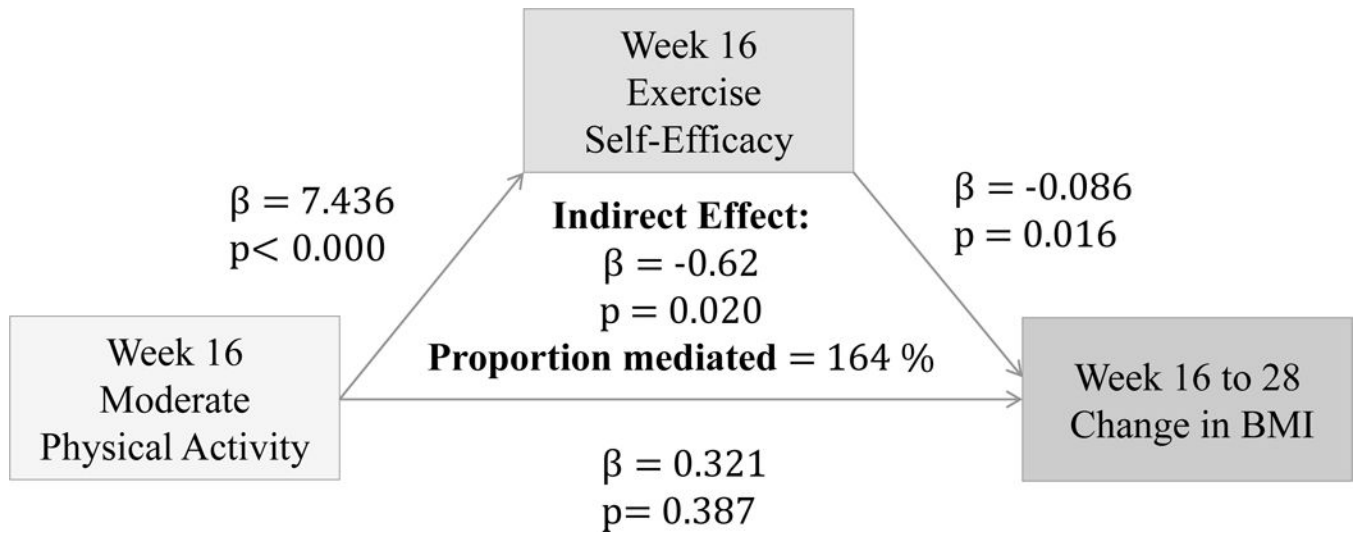 Week 16
Exercise
Self-Efficacy
β = 7.436
p< 0.000
β = -0.086
p = 0.016
Indirect Effect:
β = -0.62
p = 0.020
Proportion mediated = 164 %
Week 16
Moderate
Physical Activity
Week 16 to 28
Change in BMI
β = 0.321
p= 0.387